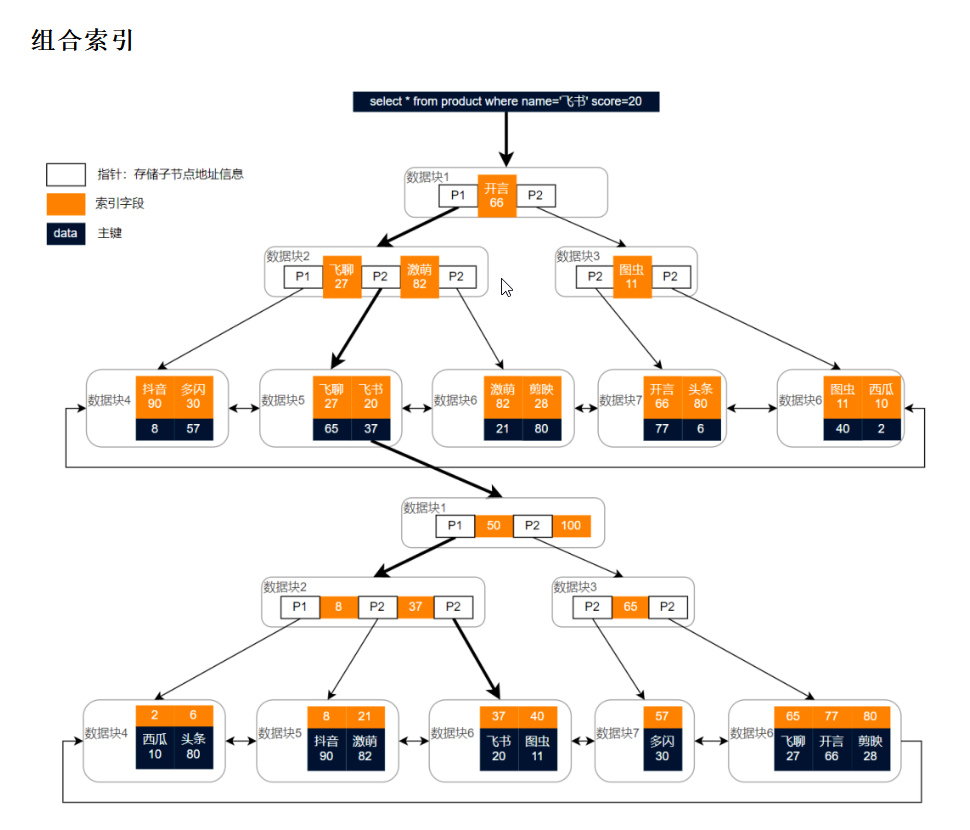 组合索引
select * from product where name='飞书' score=20
指针：存储子节点地址信息
索引字段
data 主键
数据块1
P1 开言 66 P2
数据块2
P1 飞聊 27 P2 激萌 82 P2
数据块3
P2 图虫 11 P2
数据块4
抖音 多闪
90 30
8 57
数据块5
飞聊 飞书
27 20
65 37
数据块6
激萌 剪映
82 28
21 80
数据块7
开言 头条
66 80
77 6
数据块6
图虫 西瓜
11 10
40 2
数据块1
P1 50 P2 100
数据块2
P1 8 P2 37 P2
数据块3
P2 65 P2
数据块4
2 6
西瓜 头条
10 80
数据块5
8 21
抖音 激萌
90 82
数据块6
37 40
飞书 图虫
20 11
数据块7
57
多闪
30
数据块6
65 77 80
飞聊 开言 剪映
27 66 28